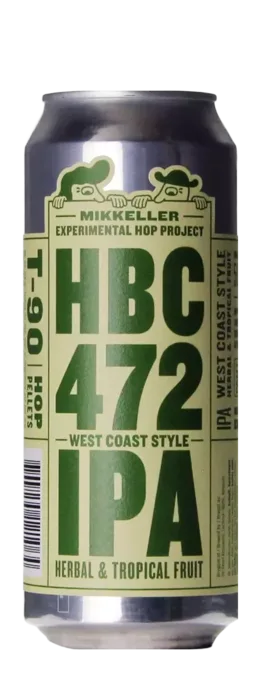 MIKKELLER
EXPERIMENTAL HOP PROJECT
HBC
472
WEST COAST STYLE
IPA
HERBAL & TROPICAL FRUIT
T-90
HOP
PELLETS
IPA
WEST COAST STYLE
HERBAL & TROPICAL FRUIT